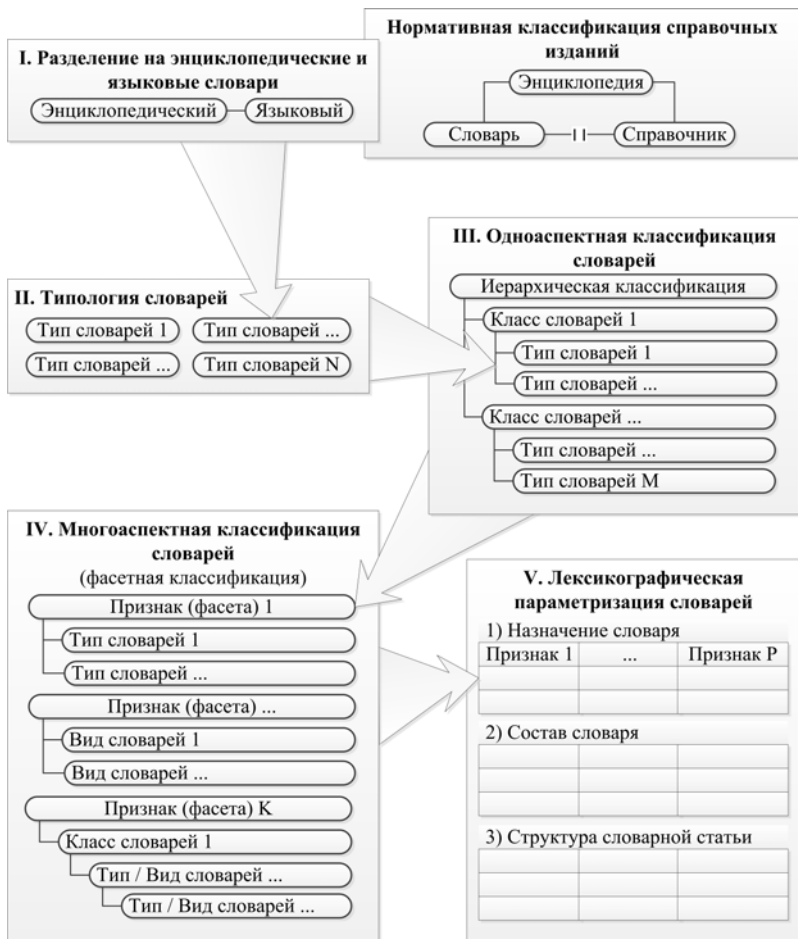 I. Разделение на энциклопедические и
языковые словари
Энциклопедический Языковый
Нормативная классификация справочных
изданий
Энциклопедия
Словарь Справочник
II. Типология словарей
Тип словарей 1 Тип словарей ...
Тип словарей ... Тип словарей N
III. Одноаспектная классификация
словарей
Иерархическая классификация
Класс словарей 1
Тип словарей 1
Тип словарей ...
Класс словарей ...
Тип словарей ...
Тип словарей M
IV. Многоаспектная классификация
словарей
(фасетная классификация)
Признак (фасета) 1
Тип словарей 1
Тип словарей ...
Признак (фасета) ...
Вид словарей 1
Вид словарей ...
Признак (фасета) K
Класс словарей 1
Тип / Вид словарей ...
Тип / Вид словарей ...
V. Лексикографическая
параметризация словарей
1) Назначение словаря
Признак 1 ... Признак P
2) Состав словаря
3) Структура словарной статьи